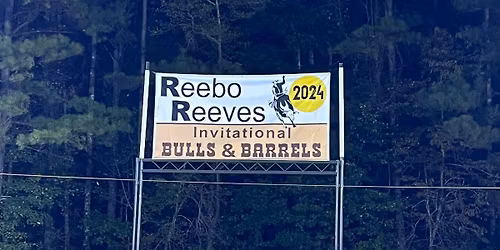 Reebo
Reeves
2024
Invitational
BULLS & BARRELS